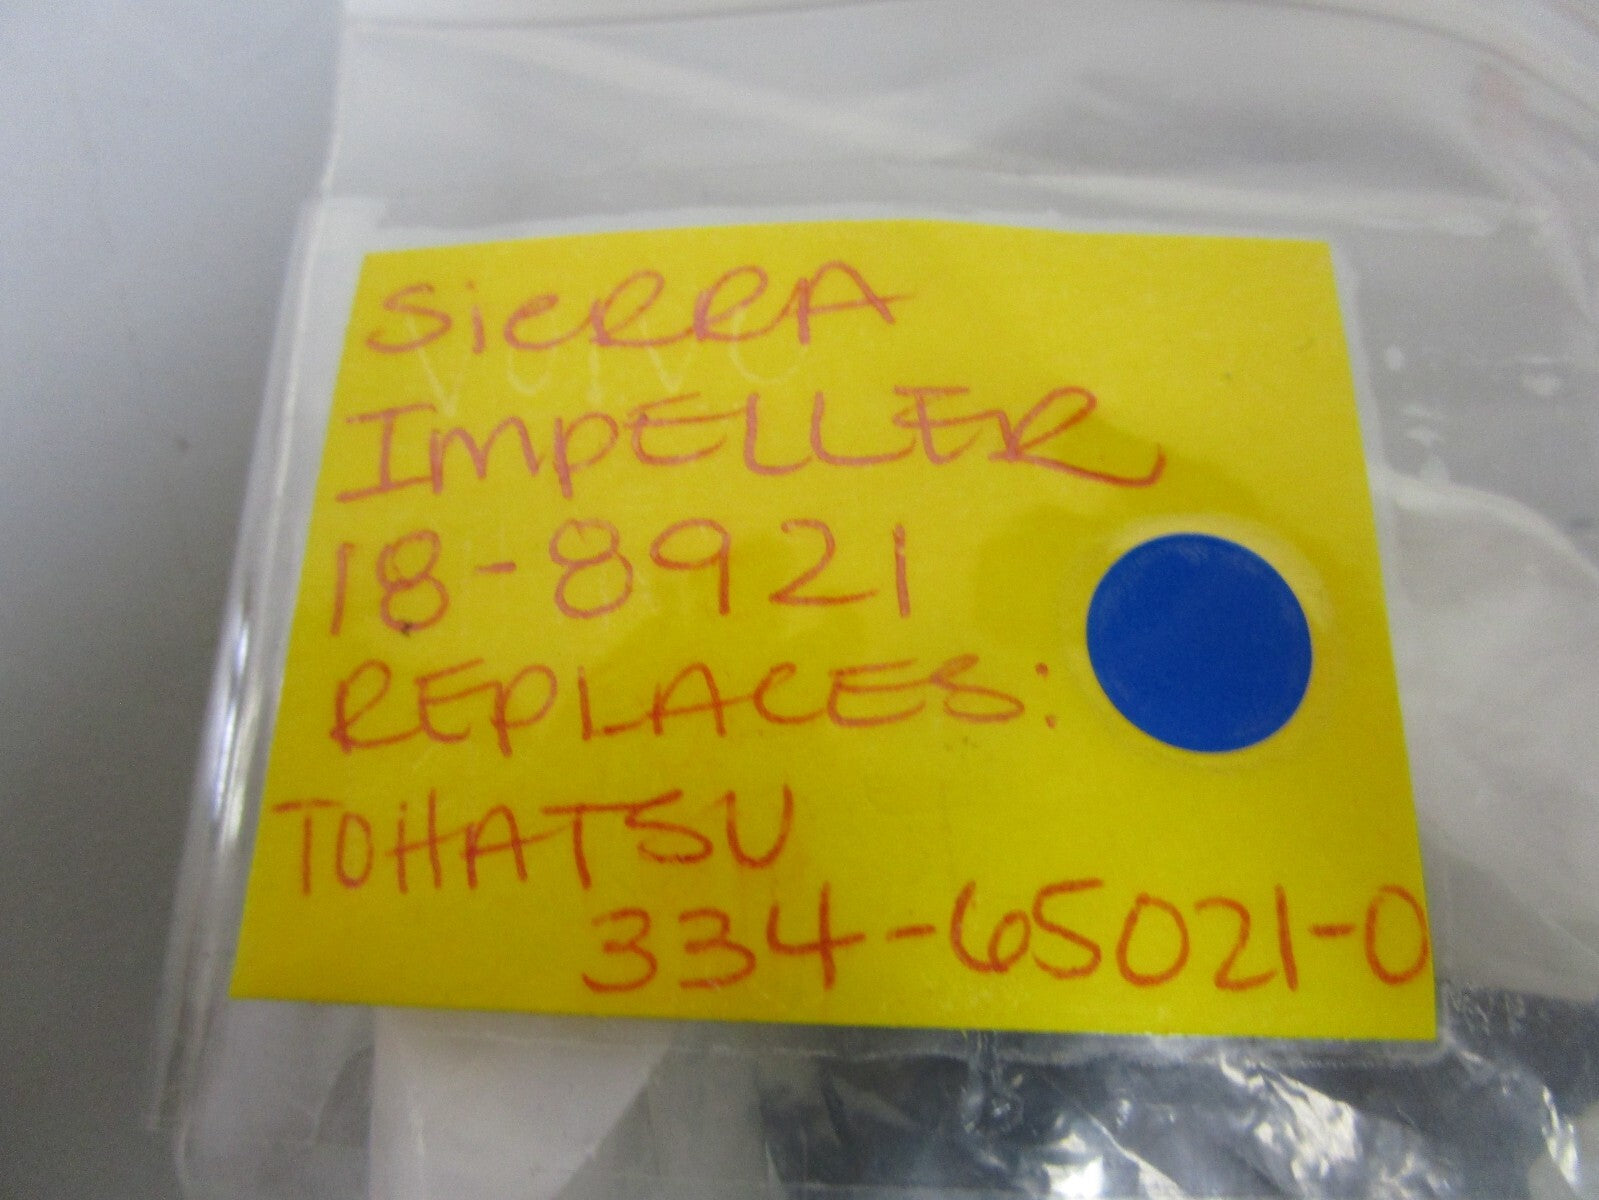 SiERRA
ImpELLER
18-8921
REPLACES:
TOHATSU
334-65021-0